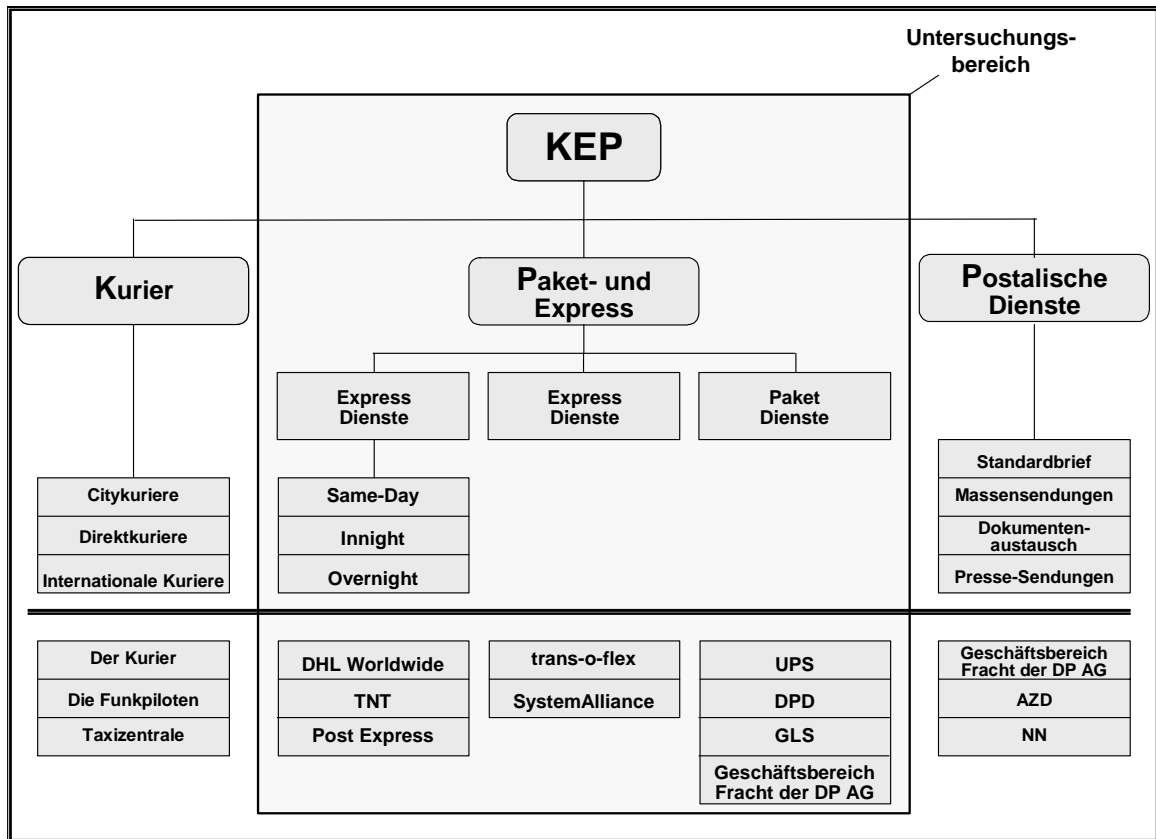 Untersuchungs-
bereich
KEP
Kurier
Paket- und
Express
Postalische
Dienste
Express
Dienste
Express
Dienste
Paket
Dienste
Citykuriere
Direktkuriere
Internationale Kuriere
Same-Day
Innight
Overnight
Standardbrief
Massensendungen
Dokumenten-
austausch
Presse-Sendungen
Der Kurier
Die Funkpiloten
Taxizentrale
DHL Worldwide
TNT
Post Express
trans-o-flex
SystemAlliance
UPS
DPD
GLS
Geschäftsbereich
Fracht der DP AG
Geschäftsbereich
Fracht der DP AG
AZD
NN